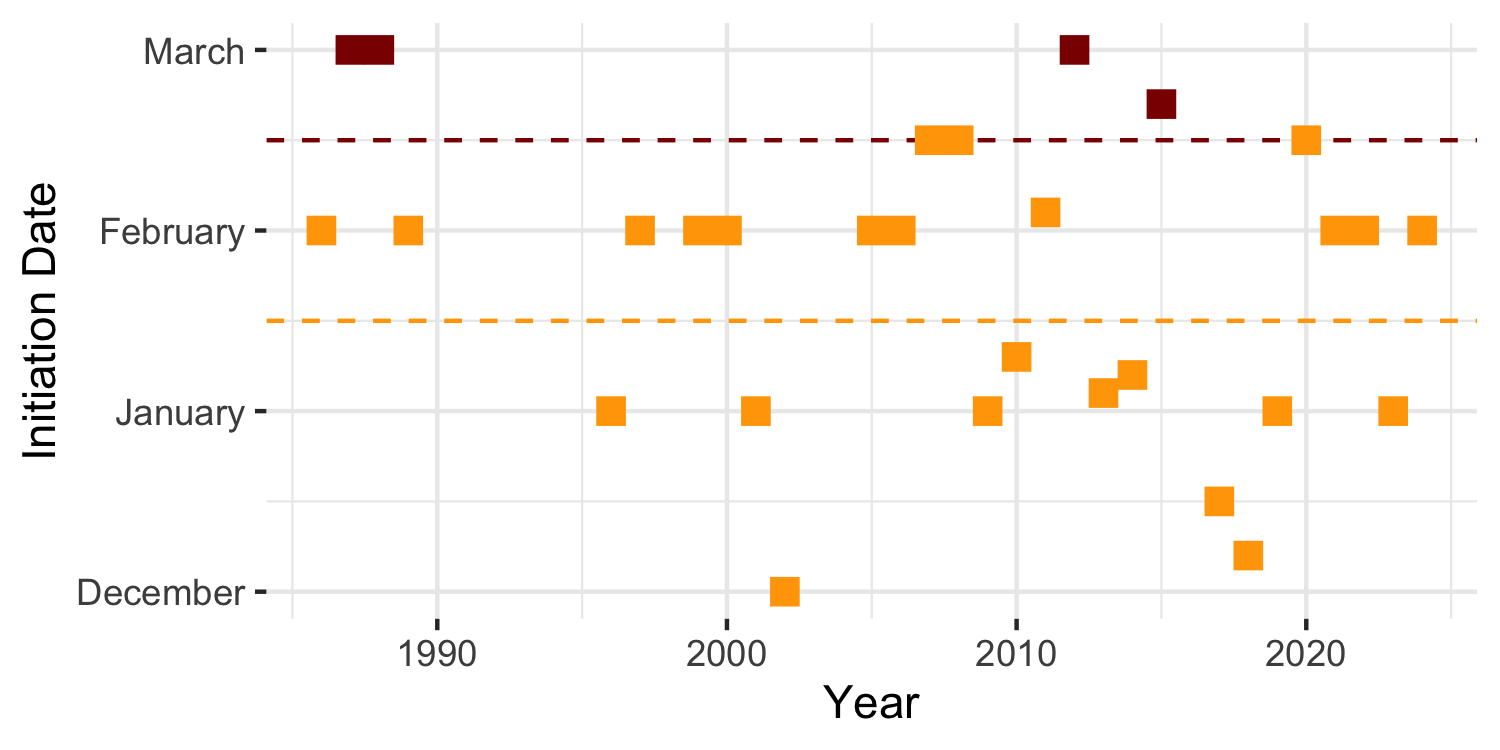 March
February
January
December
Initiation Date
1990 2000 2010 2020
Year